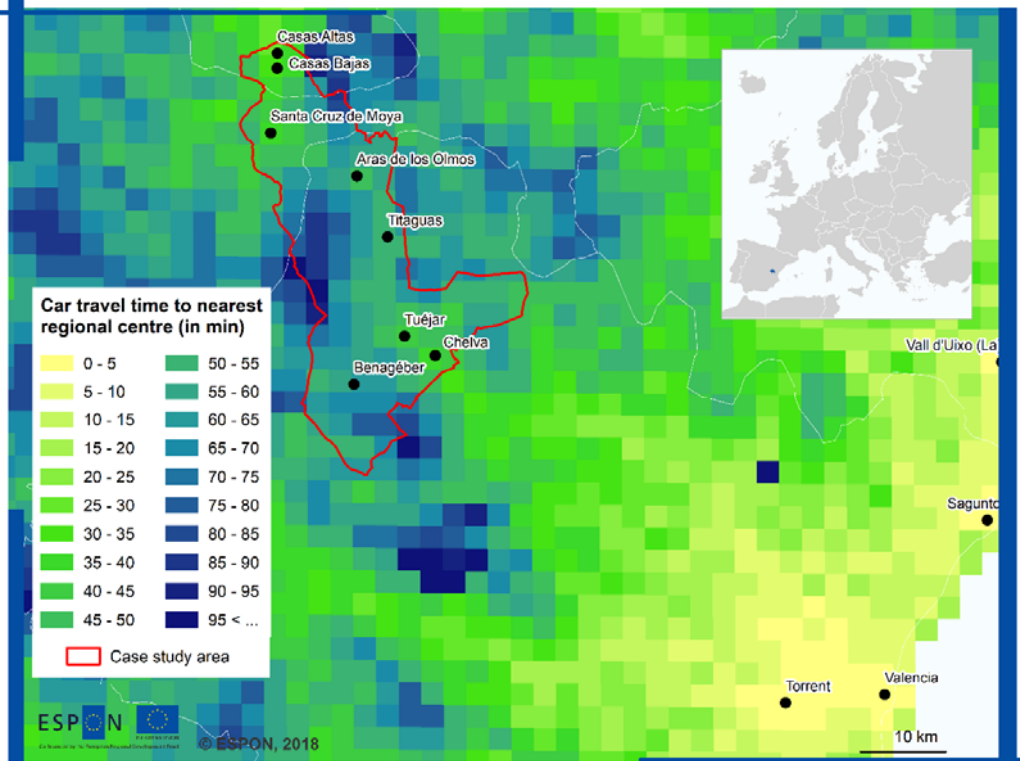 Casas Altas
Casas Bajas
Santa Cruz de Moya
Aras de los Olmos
Titaguas
Tuéjar
Chelva
Benagéber
Vall d'Uixo (La
Sagunto
Torrent
Valencia
Car travel time to nearest
regional centre (in min)
0 - 5
5 - 10
10 - 15
15 - 20
20 - 25
25 - 30
30 - 35
35 - 40
40 - 45
45 - 50
50 - 55
55 - 60
60 - 65
65 - 70
70 - 75
75 - 80
80 - 85
85 - 90
90 - 95
95 < ...
Case study area
ESPON
© ESPON, 2018
10 km